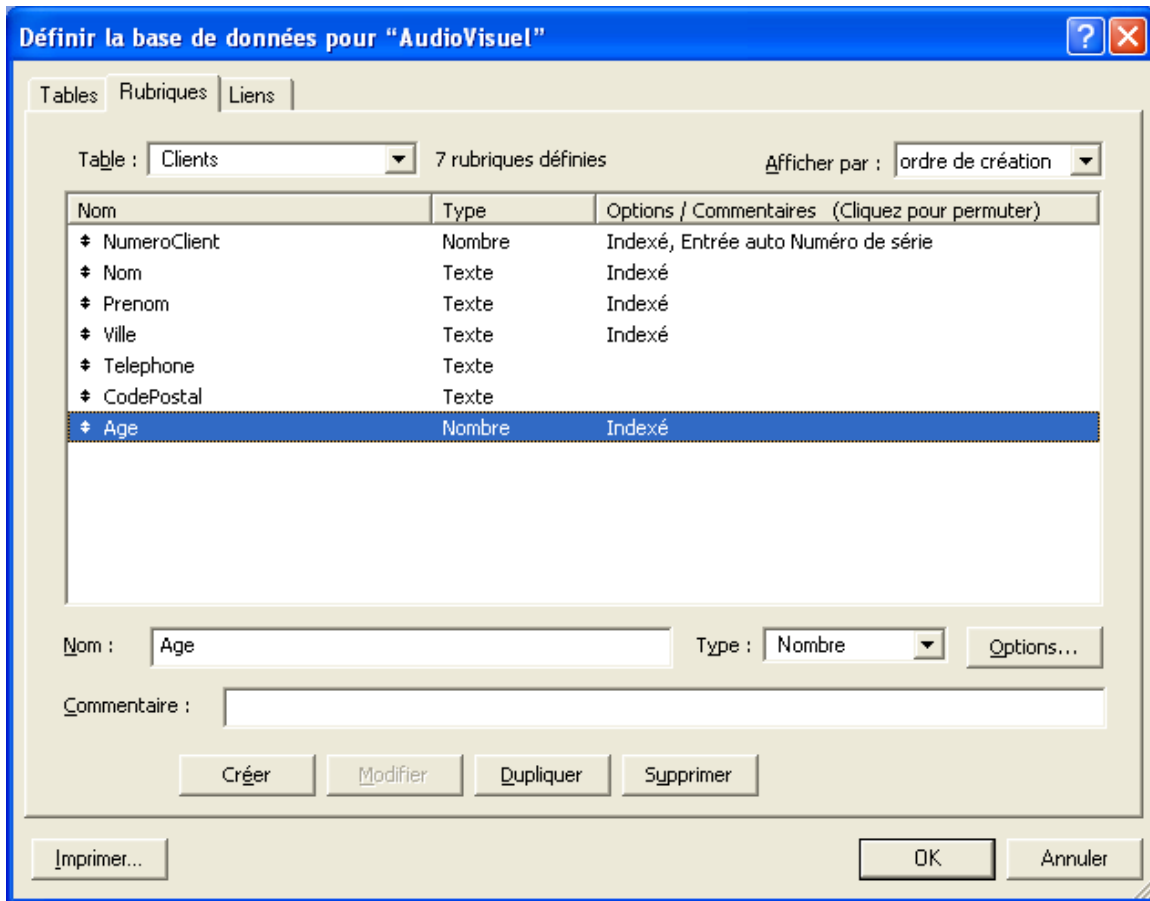 Définir la base de données pour “AudioVisuel”
Tables Rubriques Liens
Table : Clients 7 rubriques définies Afficher par : ordre de création
Nom Type Options / Commentaires (Cliquez pour permuter)
NumeroClient Nombre Indexé, Entrée auto Numéro de série
Nom Texte Indexé
Prenom Texte Indexé
Ville Texte Indexé
Telephone Texte
CodePostal Texte
Age Nombre Indexé
Nom : Age Type : Nombre Options...
Commentaire :
Créer Modifier Dupliquer Supprimer
Imprimer... OK Annuler